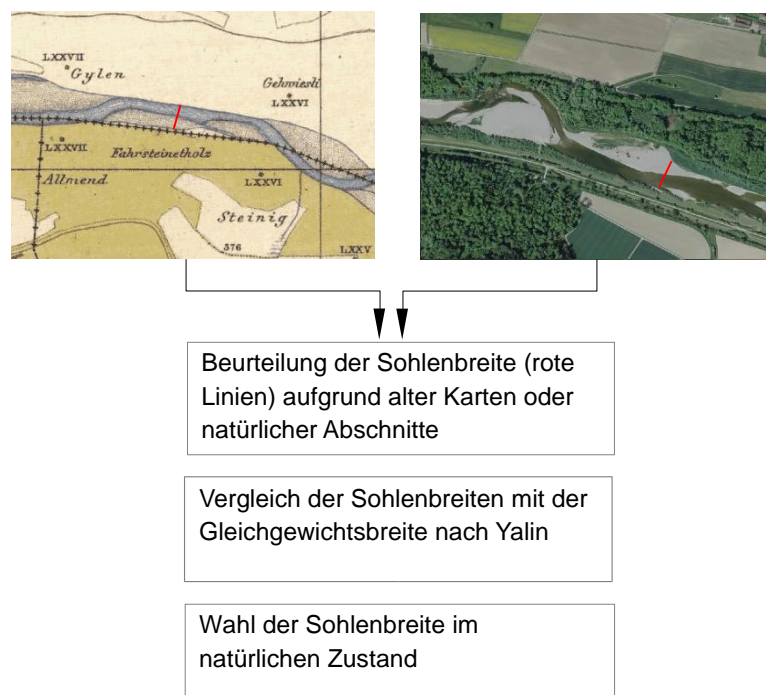 LXXVII
Gylen
Gehwiesli
LXXVI
LXXVII
Fahrsteinetholz
Allmend
LXXVI
Steinig
576
LXXV
Beurteilung der Sohlenbreite (rote
Linien) aufgrund alter Karten oder
natürlicher Abschnitte
Vergleich der Sohlenbreiten mit der
Gleichgewichtsbreite nach Yalin
Wahl der Sohlenbreite im
natürlichen Zustand